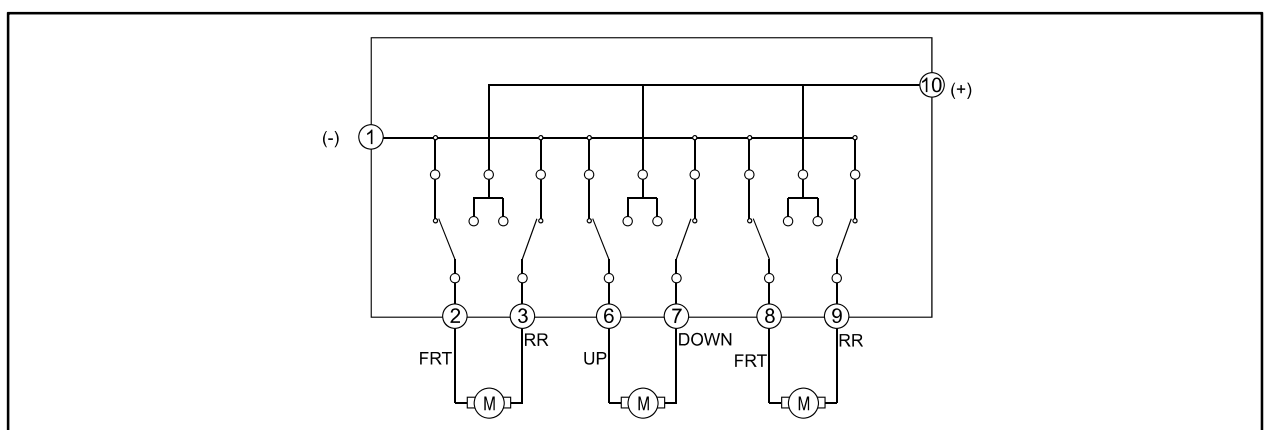 10 (+)
(-) 1
2 3 6 7 8 9
RR DOWN RR
FRT UP FRT
M M M